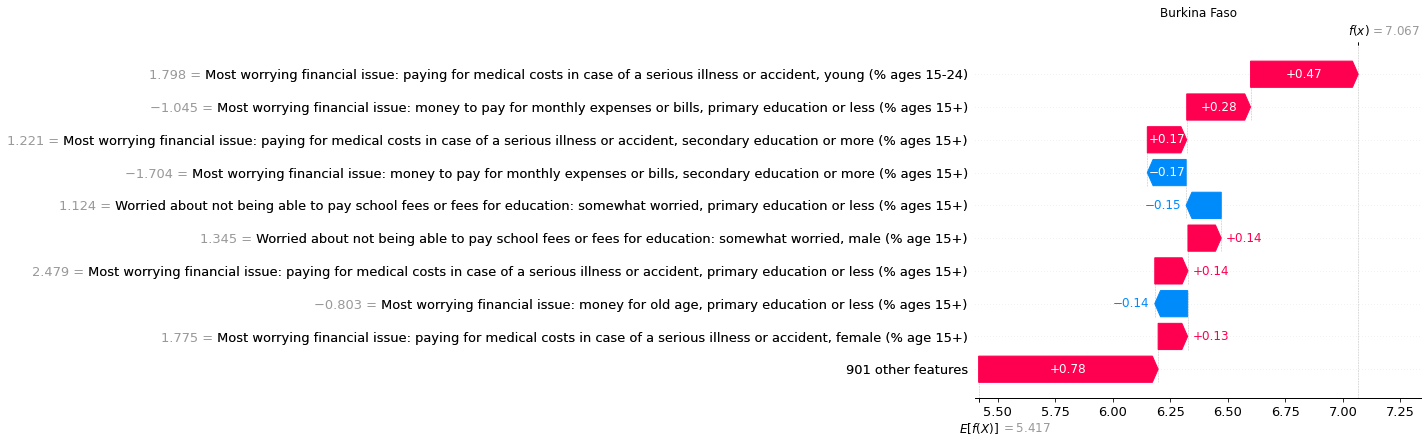 Burkina Faso
f(x) = 7.067
1.798 = Most worrying financial issue: paying for medical costs in case of a serious illness or accident, young (% ages 15-24) +0.47
−1.045 = Most worrying financial issue: money to pay for monthly expenses or bills, primary education or less (% ages 15+) +0.28
1.221 = Most worrying financial issue: paying for medical costs in case of a serious illness or accident, secondary education or more (% ages 15+) +0.17
−1.704 = Most worrying financial issue: money to pay for monthly expenses or bills, secondary education or more (% ages 15+) −0.17
1.124 = Worried about not being able to pay school fees or fees for education: somewhat worried, primary education or less (% ages 15+) −0.15
1.345 = Worried about not being able to pay school fees or fees for education: somewhat worried, male (% age 15+) +0.14
2.479 = Most worrying financial issue: paying for medical costs in case of a serious illness or accident, primary education or less (% ages 15+) +0.14
−0.803 = Most worrying financial issue: money for old age, primary education or less (% ages 15+) −0.14
1.775 = Most worrying financial issue: paying for medical costs in case of a serious illness or accident, female (% age 15+) +0.13
901 other features +0.78
5.50 5.75 6.00 6.25 6.50 6.75 7.00 7.25
E[f(X)] = 5.417